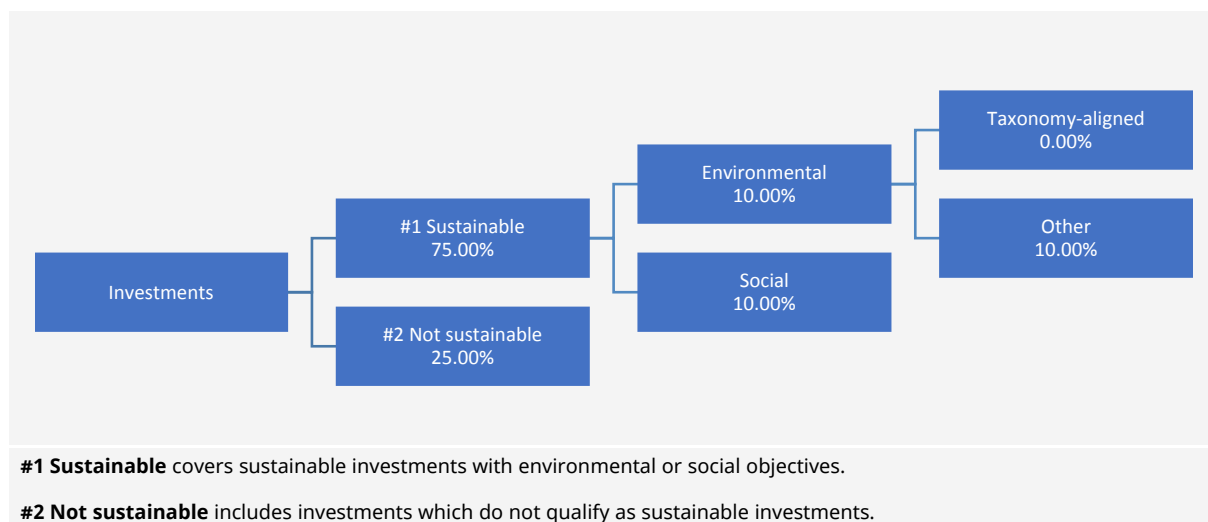 Investments
#1 Sustainable
75.00%
#2 Not sustainable
25.00%
Environmental
10.00%
Social
10.00%
Taxonomy-aligned
0.00%
Other
10.00%
#1 Sustainable covers sustainable investments with environmental or social objectives.
#2 Not sustainable includes investments which do not qualify as sustainable investments.